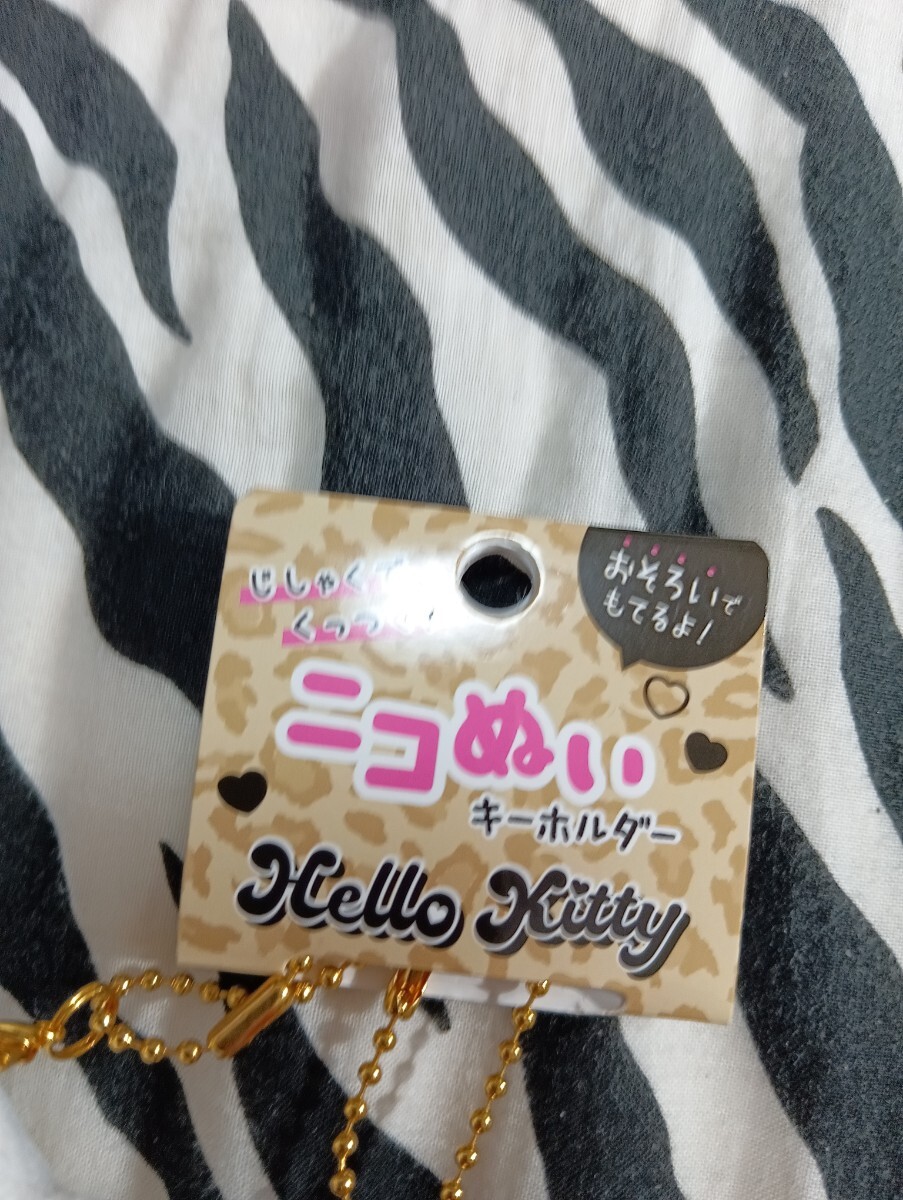 じしゃくで
くっつく!
おそろいで
もてるよ!
ニコぬい
キーホルダー
Hello Kitty